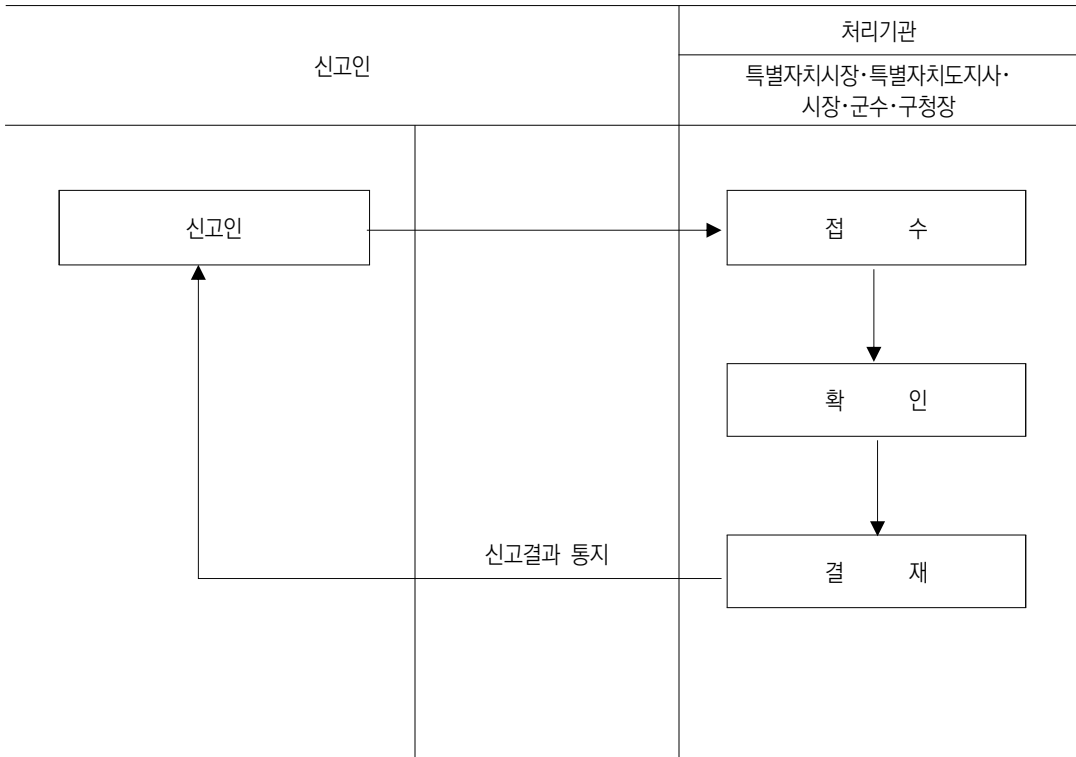 신고인
처리기관
특별자치시장·특별자치도지사·
시장·군수·구청장
신고인
접 수
확 인
신고결과 통지
결 재